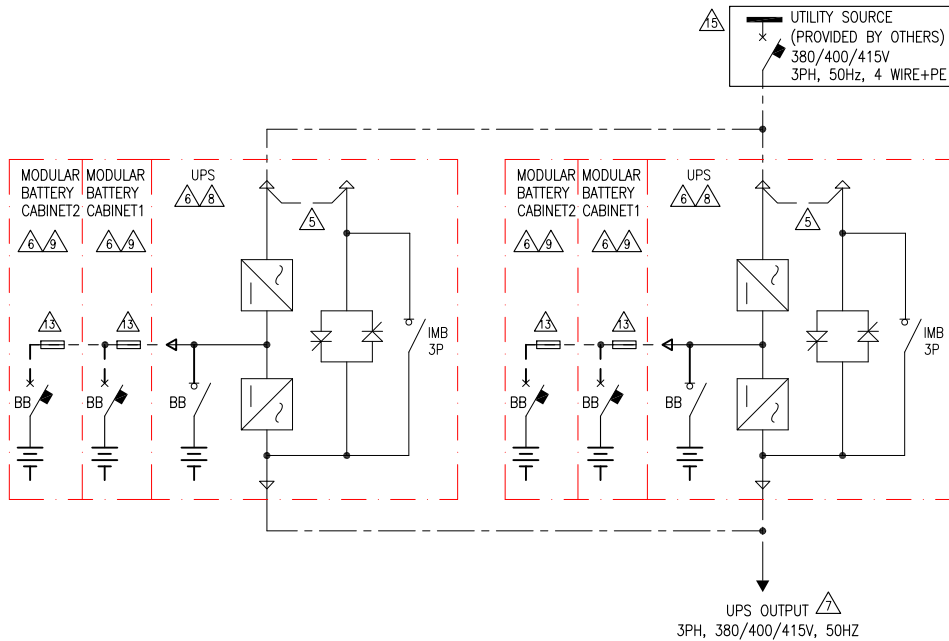 15
UTILITY SOURCE
(PROVIDED BY OTHERS)
380/400/415V
3PH, 50Hz, 4 WIRE+PE
MODULAR
BATTERY
CABINET2
6 9
MODULAR
BATTERY
CABINET1
6 9
UPS
6 8
5
13
13
BB
BB
BB
IMB
3P
MODULAR
BATTERY
CABINET2
6 9
MODULAR
BATTERY
CABINET1
6 9
UPS
6 8
5
13
13
BB
BB
BB
IMB
3P
UPS OUTPUT 7
3PH, 380/400/415V, 50HZ